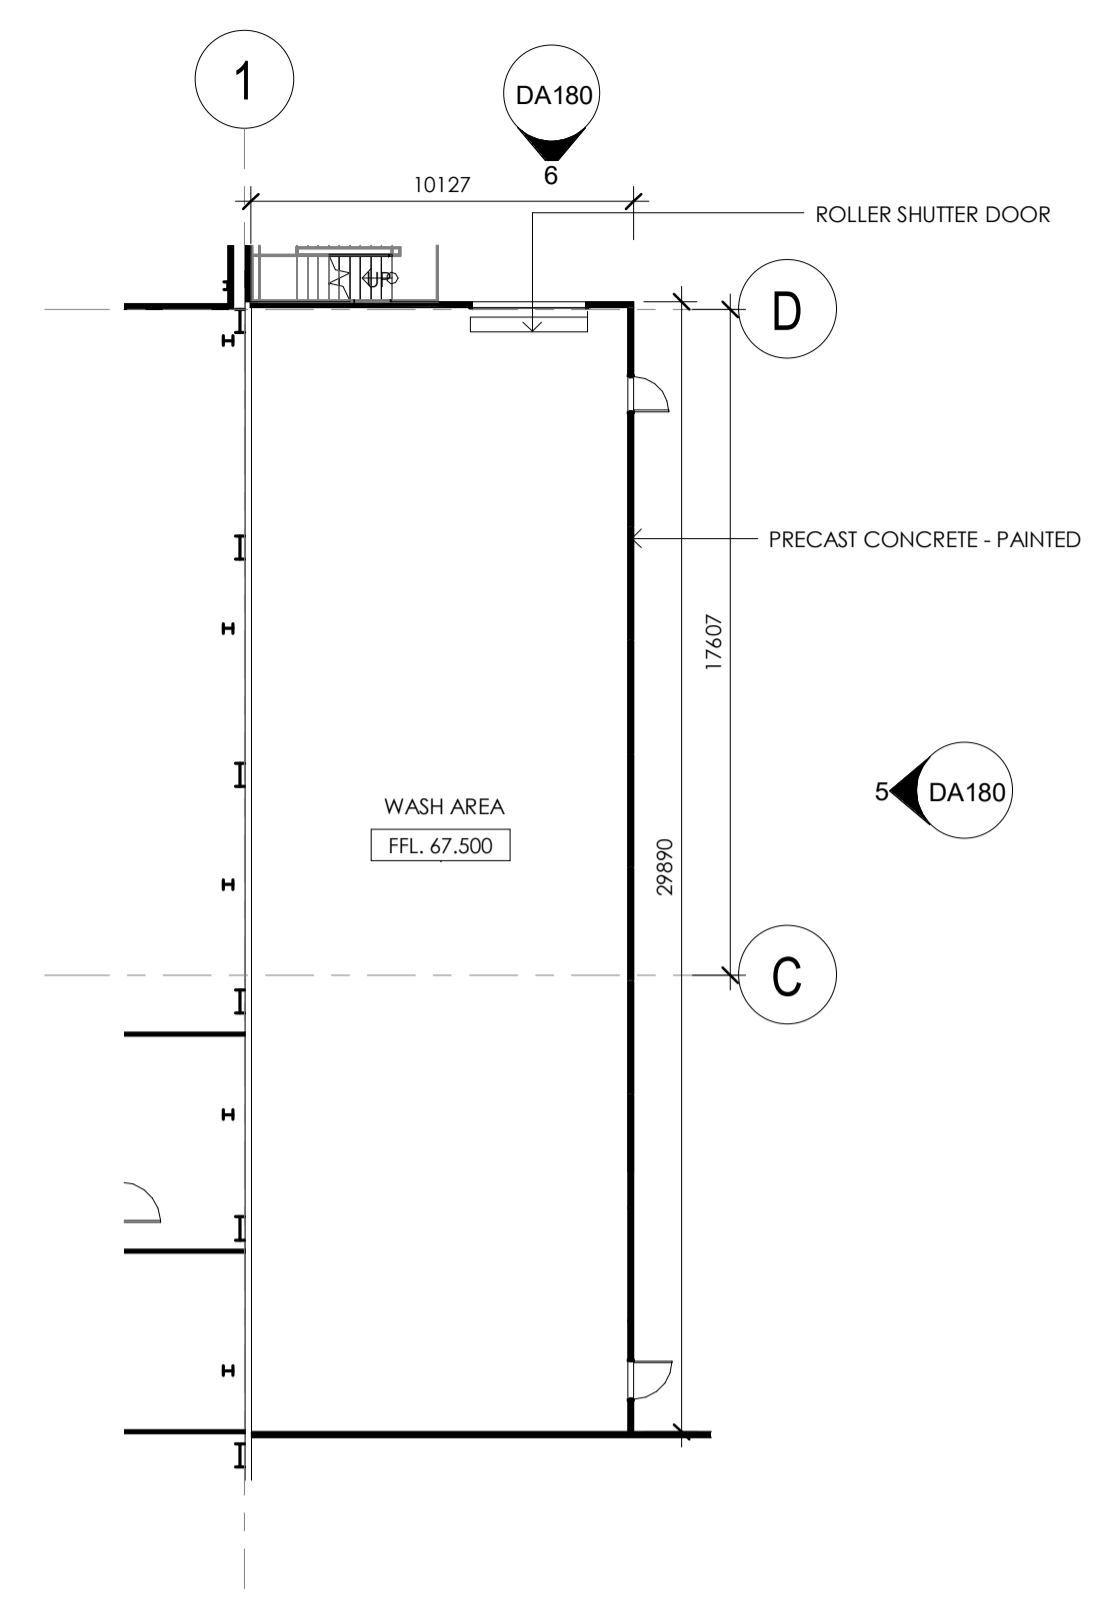 1
DA180
6
10127
ROLLER SHUTTER DOOR
UP
D
PRECAST CONCRETE - PAINTED
17607
5
DA180
WASH AREA
FFL. 67.500
29890
C